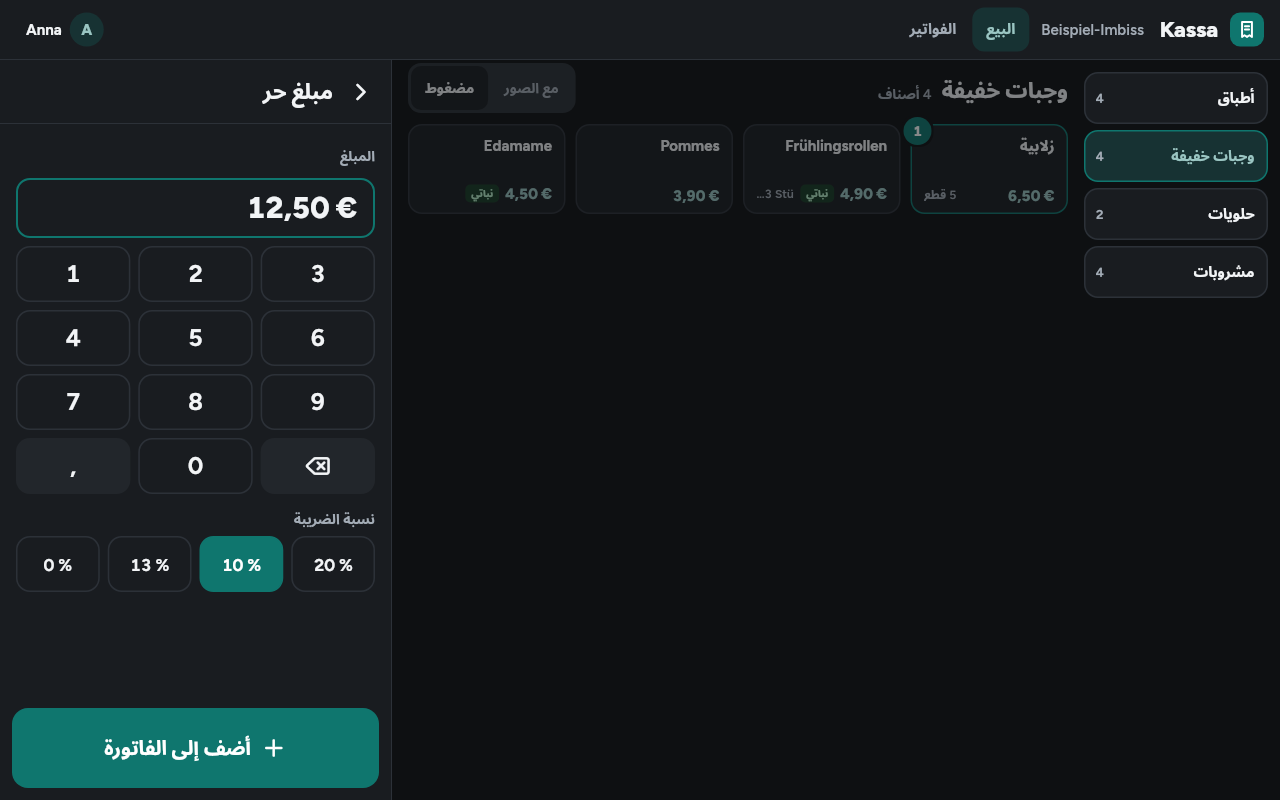 Kassa
Beispiel-Imbiss
البيع
الفواتير
A
Anna
أطباق
4
وجبات خفيفة
4
حلويات
2
مشروبات
4
وجبات خفيفة
4 أصناف
مع الصور
مضغوط
1
زلابية
6,50 €
5 قطع
Frühlingsrollen
4,90 €
نباتي
3 Stü…
Pommes
3,90 €
Edamame
4,50 €
نباتي
مبلغ حر
المبلغ
12,50 €
1 2 3
4 5 6
7 8 9
, 0
نسبة الضريبة
20 %
10 %
13 %
0 %
أضف إلى الفاتورة